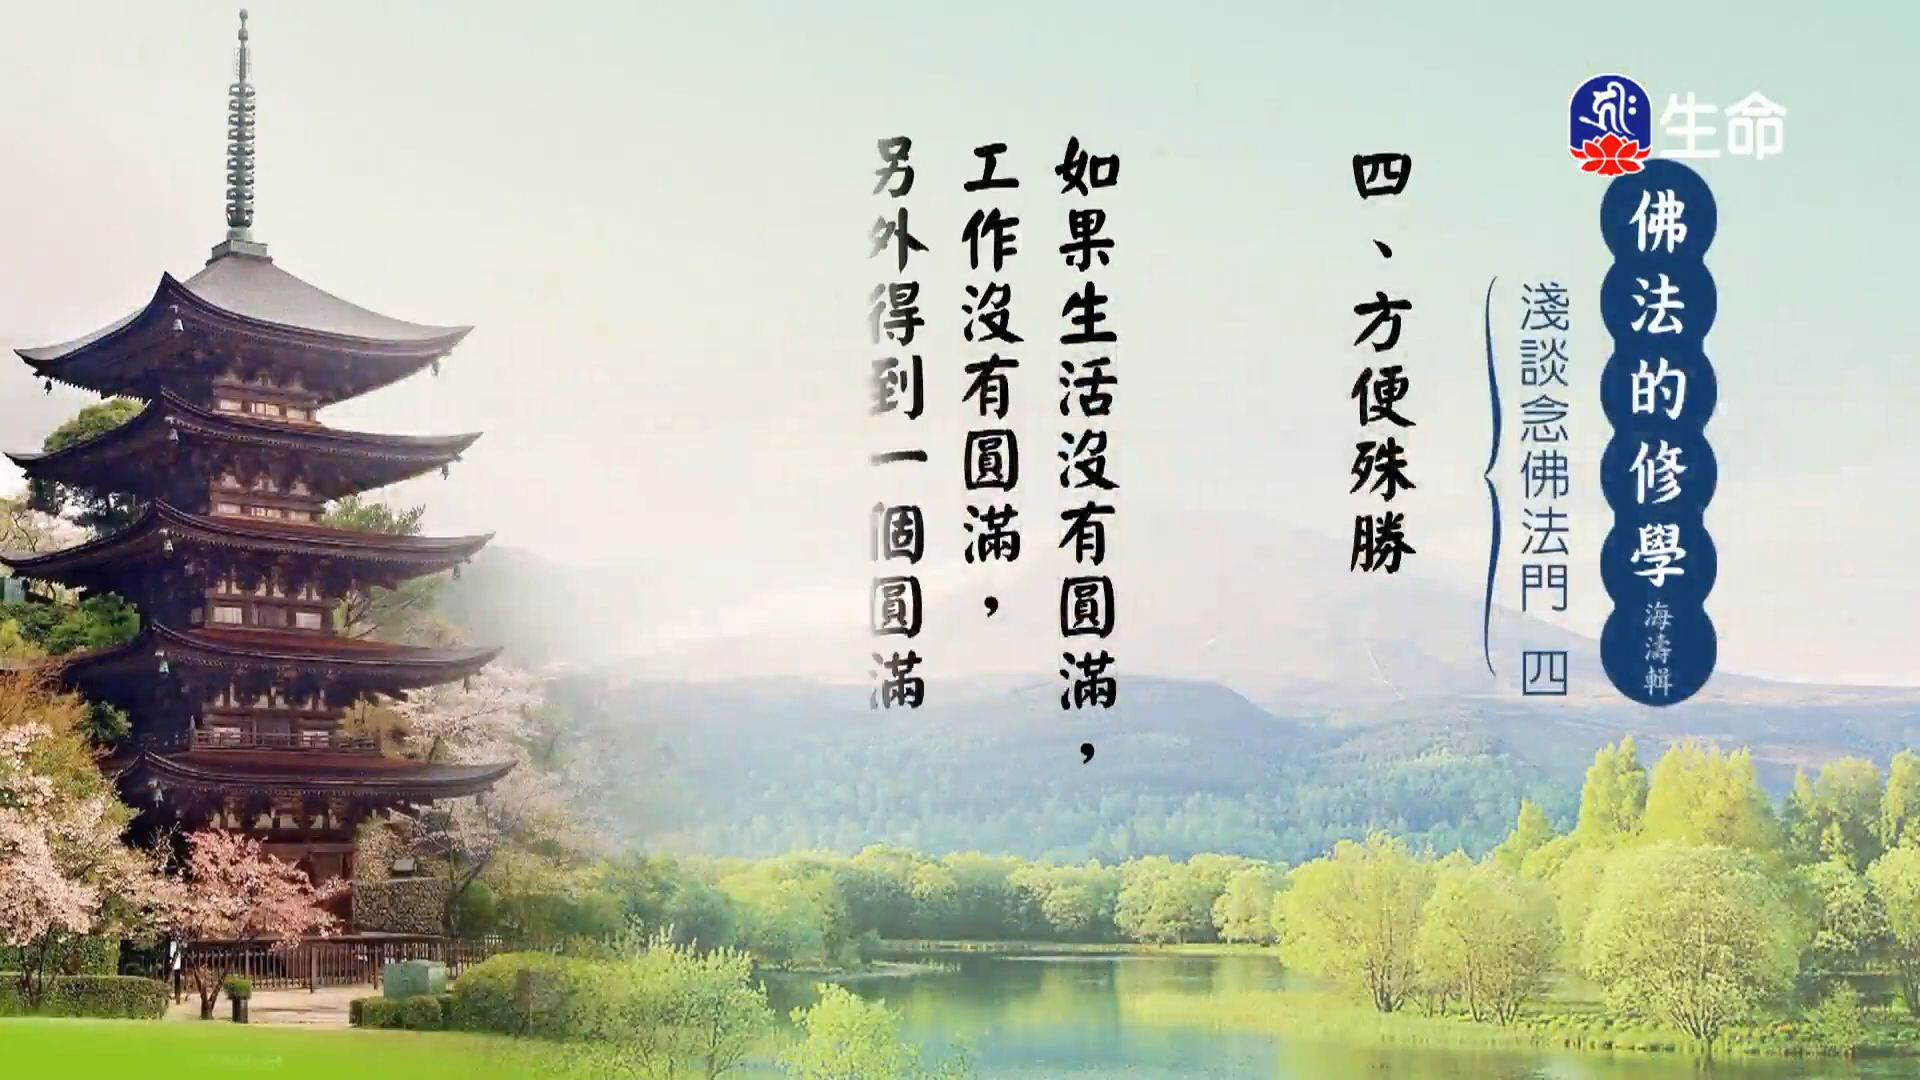 生命
佛法的修學
海濤輯
淺談念佛法門 四
四、方便殊勝
如果生活沒有圓滿，
工作沒有圓滿，
另外得到一個圓滿